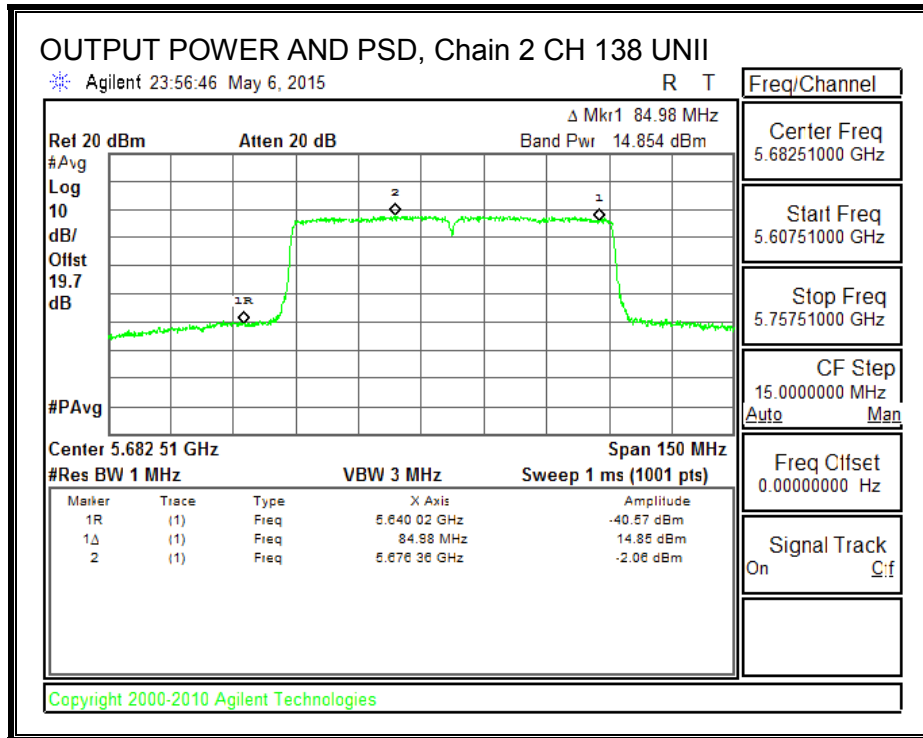 OUTPUT POWER AND PSD, Chain 2 CH 138 UNII
Agilent 23:56:46 May 6, 2015 R T
Δ Mkr1 84.98 MHz
Ref 20 dBm Atten 20 dB Band Pwr 14.854 dBm
#Avg
Log
10
dB/
Offst
19.7
dB
2
1
1R
#PAvg
Center 5.682 51 GHz Span 150 MHz
#Res BW 1 MHz VBW 3 MHz Sweep 1 ms (1001 pts)
Marker Trace Type X Axis Amplitude
1R (1) Freq 5.640 02 GHz -40.57 dBm
1Δ (1) Freq 84.98 MHz 14.85 dBm
2 (1) Freq 5.676 36 GHz -2.06 dBm
Copyright 2000-2010 Agilent Technologies
Freq/Channel
Center Freq
5.68251000 GHz
Start Freq
5.60751000 GHz
Stop Freq
5.75751000 GHz
CF Step
15.0000000 MHz
Auto Man
Freq Offset
0.00000000 Hz
Signal Track
On Off